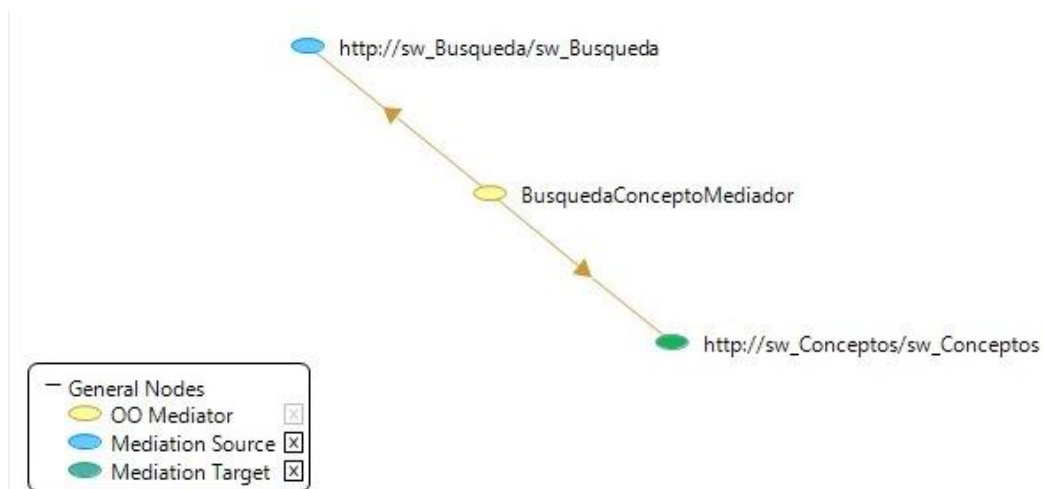 http://sw_Busqueda/sw_Busqueda
BusquedaConceptoMediador
http://sw_Conceptos/sw_Conceptos
General Nodes
OO Mediator
Mediation Source
Mediation Target